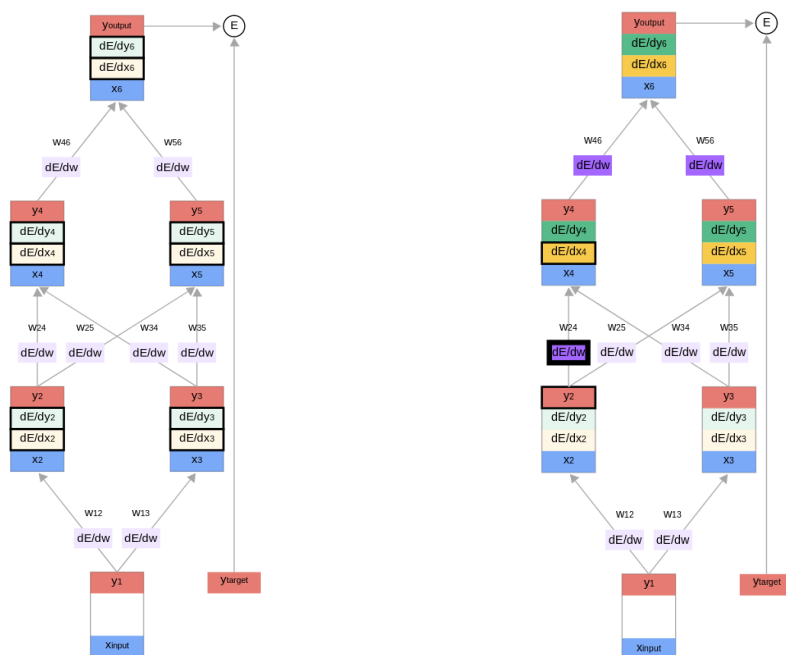 youtput
E
dE/dy6
dE/dx6
x6
w46
w56
dE/dw
dE/dw
y4
y5
dE/dy4
dE/dy5
dE/dx4
dE/dx5
x4
x5
w24
w25
w34
w35
dE/dw
dE/dw
dE/dw
dE/dw
y2
y3
dE/dy2
dE/dy3
dE/dx2
dE/dx3
x2
x3
w12
w13
dE/dw
dE/dw
y1
ytarget
xinput
youtput
E
dE/dy6
dE/dx6
x6
w46
w56
dE/dw
dE/dw
y4
y5
dE/dy4
dE/dy5
dE/dx4
dE/dx5
x4
x5
w24
w25
w34
w35
dE/dw
dE/dw
dE/dw
dE/dw
y2
y3
dE/dy2
dE/dy3
dE/dx2
dE/dx3
x2
x3
w12
w13
dE/dw
dE/dw
y1
ytarget
xinput